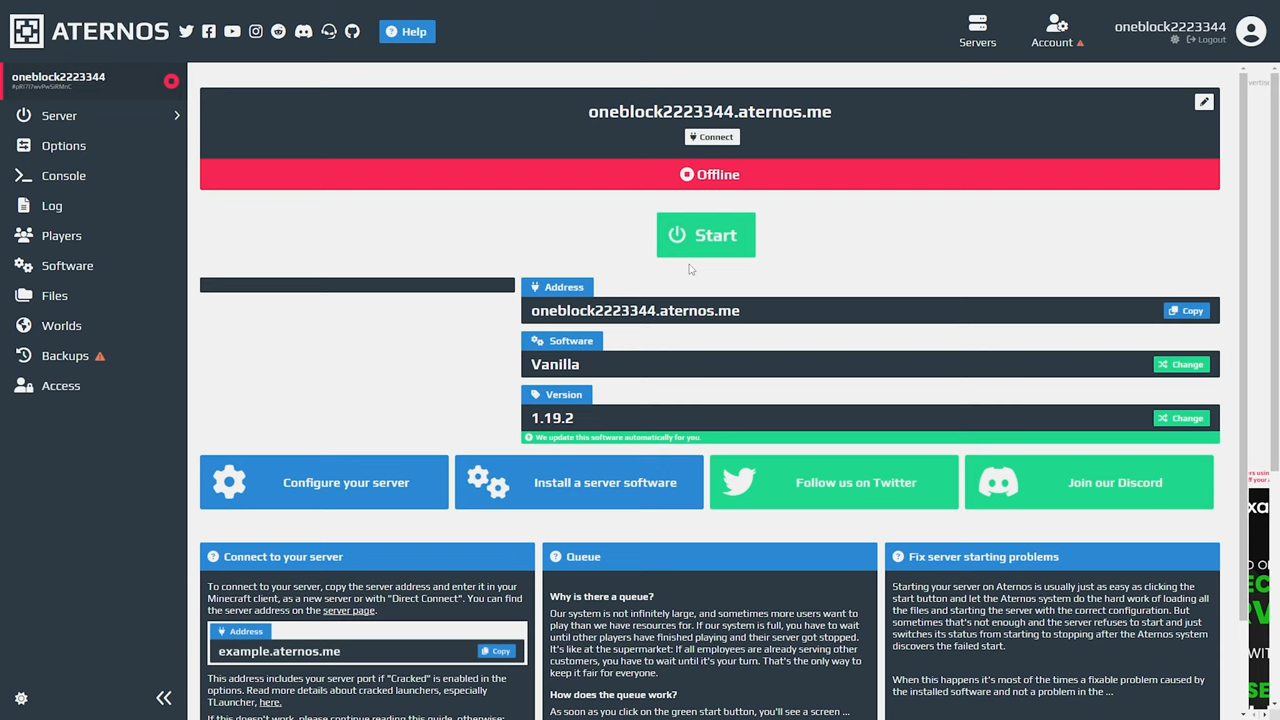 ATERNOS
Help
Servers
Account
oneblock2223344
Logout
oneblock2223344
Server
Options
Console
Log
Players
Software
Files
Worlds
Backups
Access
oneblock2223344.aternos.me
Connect
Offline
Start
Address
oneblock2223344.aternos.me
Copy
Software
Vanilla
Change
Version
1.19.2
Change
We update this software automatically for you.
Configure your server
Install a server software
Follow us on Twitter
Join our Discord
Connect to your server
To connect to your server, copy the server address and enter it in your
Minecraft client, as a new server or with "Direct Connect". You can find
the server address on the server page.
Address
example.aternos.me
Copy
This address includes your server port if "Cracked" is enabled in the
options. Read more details about cracked launchers, especially
TLauncher, here.
If this doesn't work, please continue reading this guide, otherwise:
Queue
Why is there a queue?
Our system is not infinitely large, and sometimes more users want to
play than we have resources for. If our system is full, you have to wait
until other players have finished playing and their server got stopped.
It's like at the supermarket: If all employees are already serving other
customers, you have to wait until it's your turn. That's the only way to
keep it fair for everyone.
How does the queue work?
As soon as you click on the green start button, you'll see a screen ...
Fix server starting problems
Starting your server on Aternos is usually just as easy as clicking the
start button and let the Aternos system do the hard work of loading all
the files and starting the server with the correct configuration. But
sometimes that's not enough and the server refuses to start and just
switches its status from starting to stopping after the Aternos system
discovers the failed start.
When this happens it's most of the times a fixable problem caused by
the installed software and not a problem in the ...